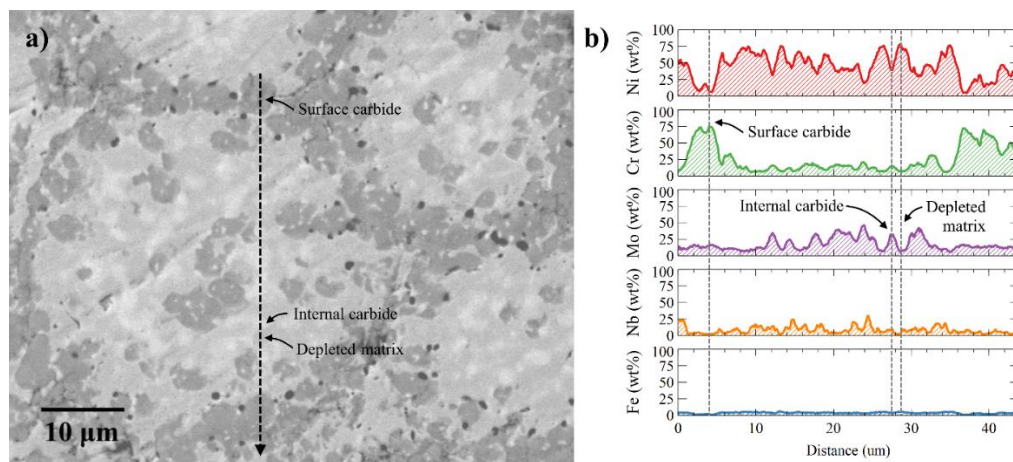 a)
Surface carbide
Internal carbide
Depleted matrix
10 μm
b)
Ni (wt%)
100
75
50
25
0
Cr (wt%)
100
75
50
25
0
Surface carbide
Mo (wt%)
100
75
50
25
0
Internal carbide
Depleted
matrix
Nb (wt%)
100
75
50
25
0
Fe (wt%)
100
75
50
25
0
0 10 20 30 40
Distance (um)